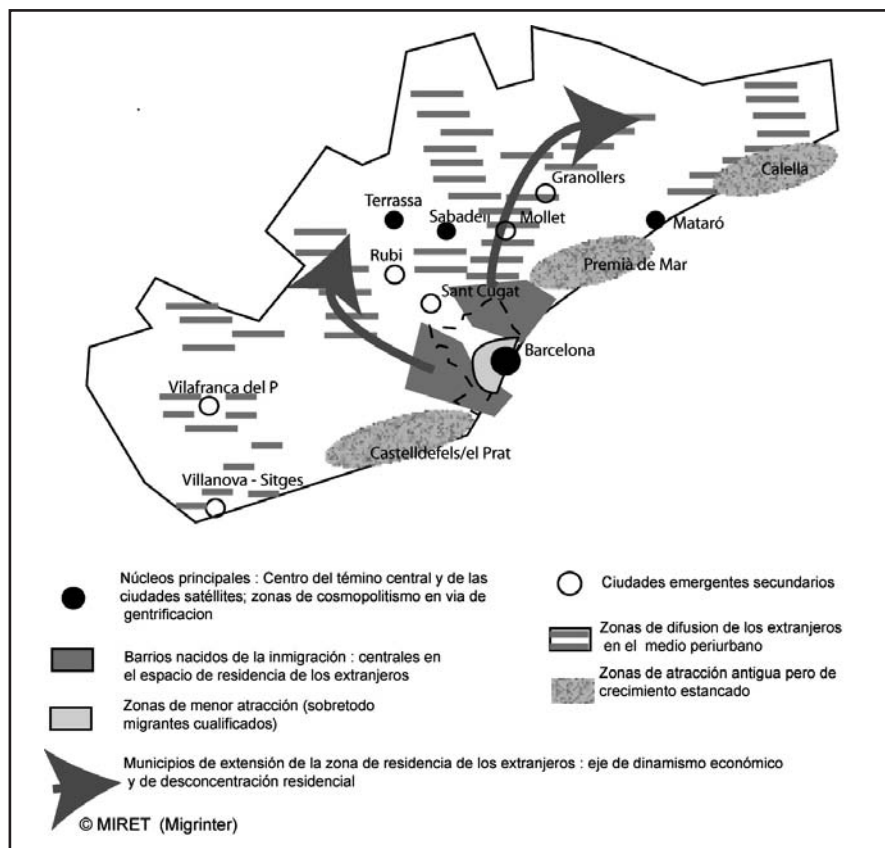 Calella
Granollers
Terrassa
Sabadell
Mollet
Mataró
Rubi
Premià de Mar
Sant Cugat
Barcelona
Vilafranca del P
Castelldefels/el Prat
Villanova - Sitges
Núcleos principales : Centro del témino central y de las
ciudades satéllites; zonas de cosmopolitismo en via de
gentrificacion
Barrios nacidos de la inmigración : centrales en
el espacio de residencia de los extranjeros
Zonas de menor atracción (sobretodo
migrantes cualificados)
Ciudades emergentes secundarios
Zonas de difusion de los extranjeros
en el medio periurbano
Zonas de atracción antigua pero de
crecimiento estancado
Municipios de extensión de la zona de residencia de los extranjeros : eje de dinamismo económico
y de desconcentración residencial
© MIRET (Migrinter)